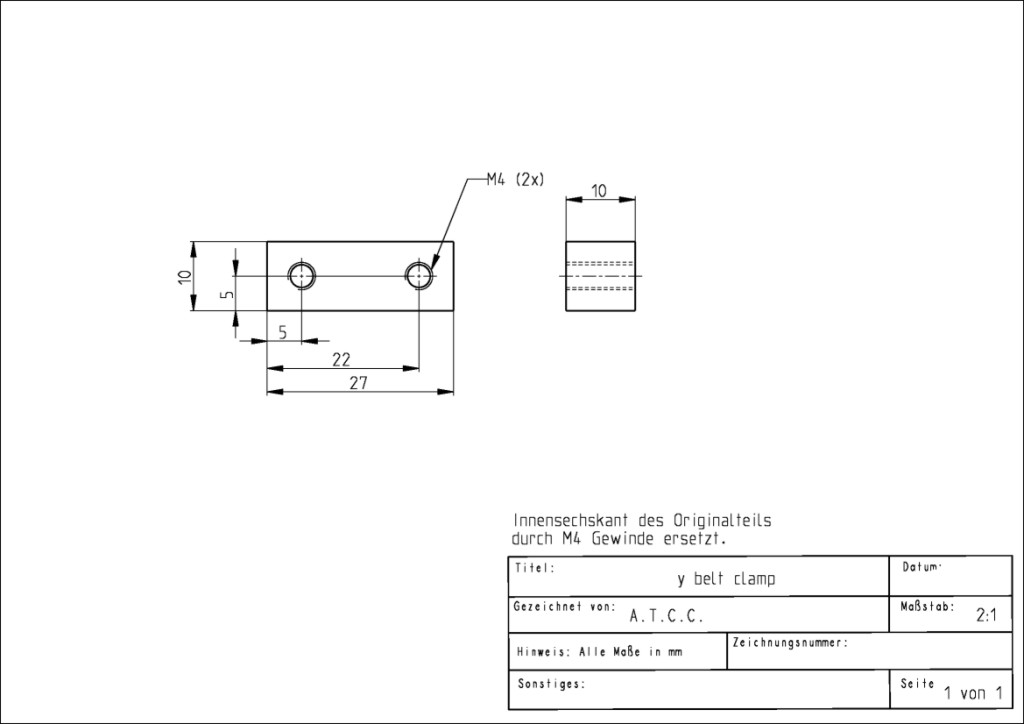 M4 (2x)
10
10
5
5
22
27
Innensechskant des Originalteils
durch M4 Gewinde ersetzt.
Titel:
y belt clamp
Datum:
Gezeichnet von:
A.T.C.C.
Maßstab:
2:1
Hinweis: Alle Maße in mm
Zeichnungsnummer:
Sonstiges:
Seite
1 von 1